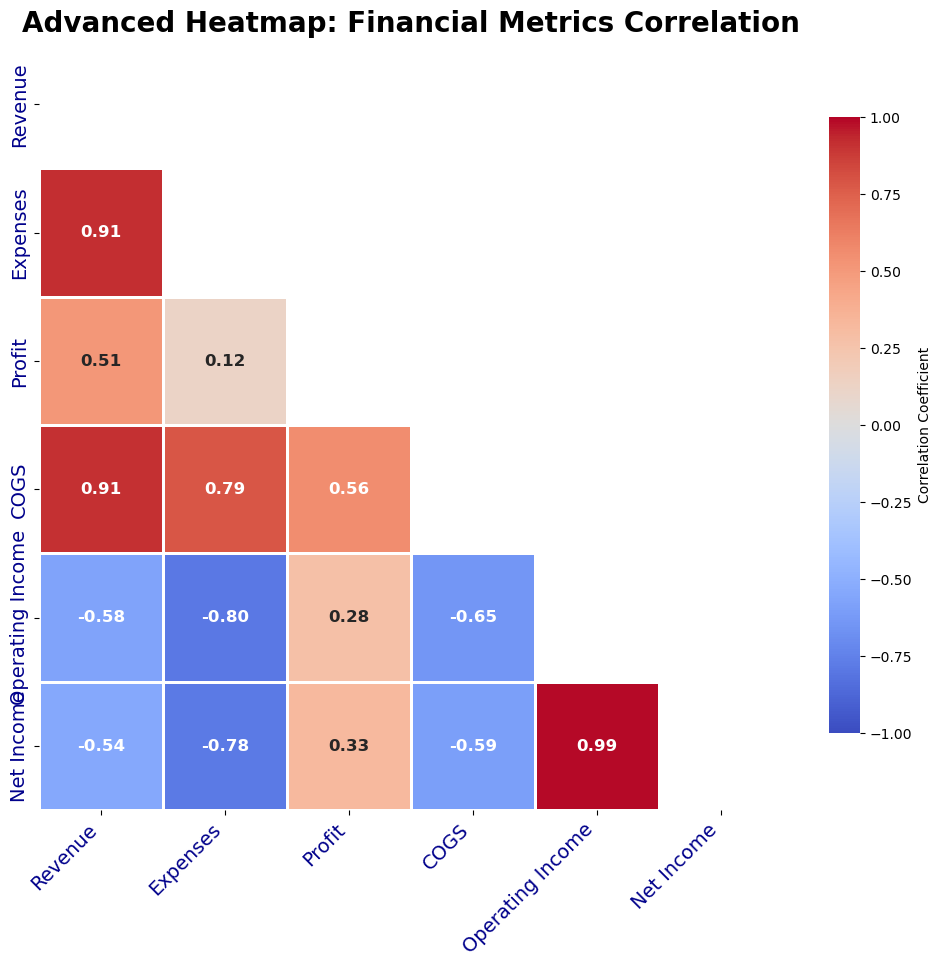 Advanced Heatmap: Financial Metrics Correlation
Revenue
Expenses
Profit
COGS
Operating Income
Net Income
0.91
0.51 0.12
0.91 0.79 0.56
-0.58 -0.80 0.28 -0.65
-0.54 -0.78 0.33 -0.59 0.99
Revenue Expenses Profit COGS Operating Income Net Income
1.00
0.75
0.50
0.25
0.00
−0.25
−0.50
−0.75
−1.00
Correlation Coefficient